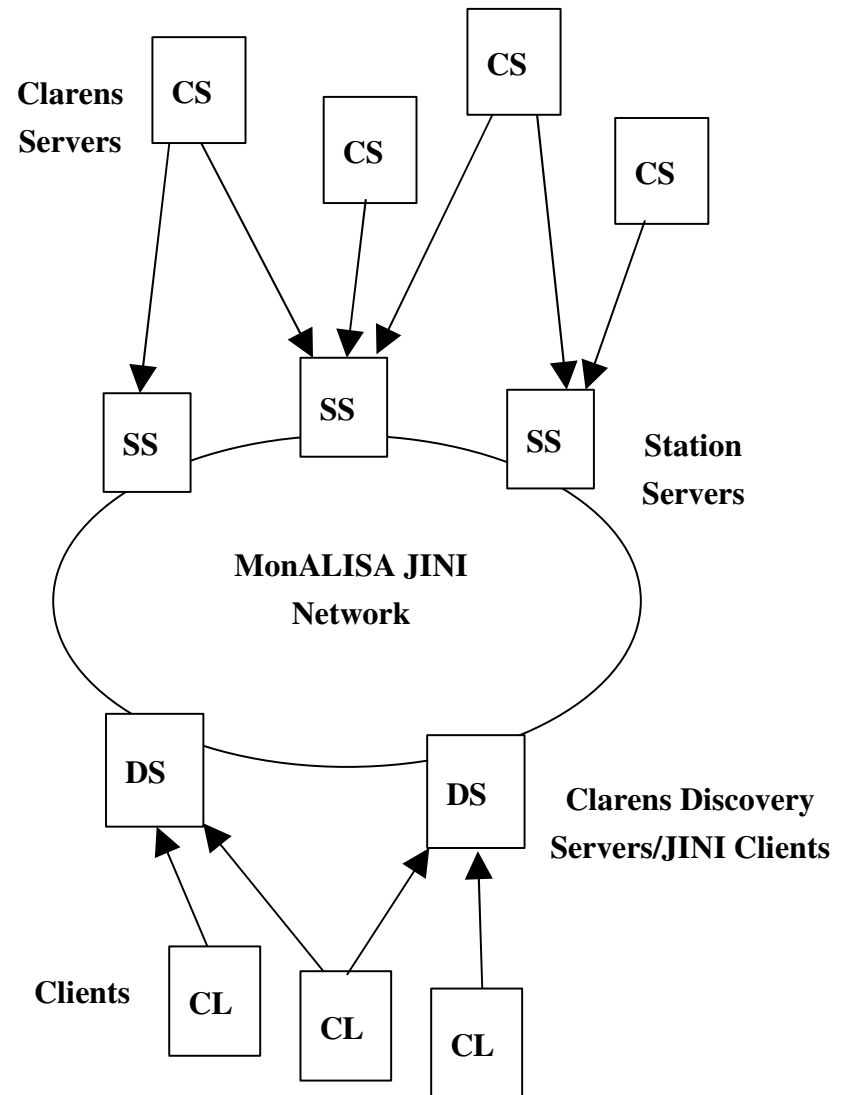 Clarens
Servers
CS
CS
CS
CS
SS
SS
SS
Station
Servers
MonALISA JINI
Network
DS
DS
Clarens Discovery
Servers/JINI Clients
Clients
CL
CL
CL